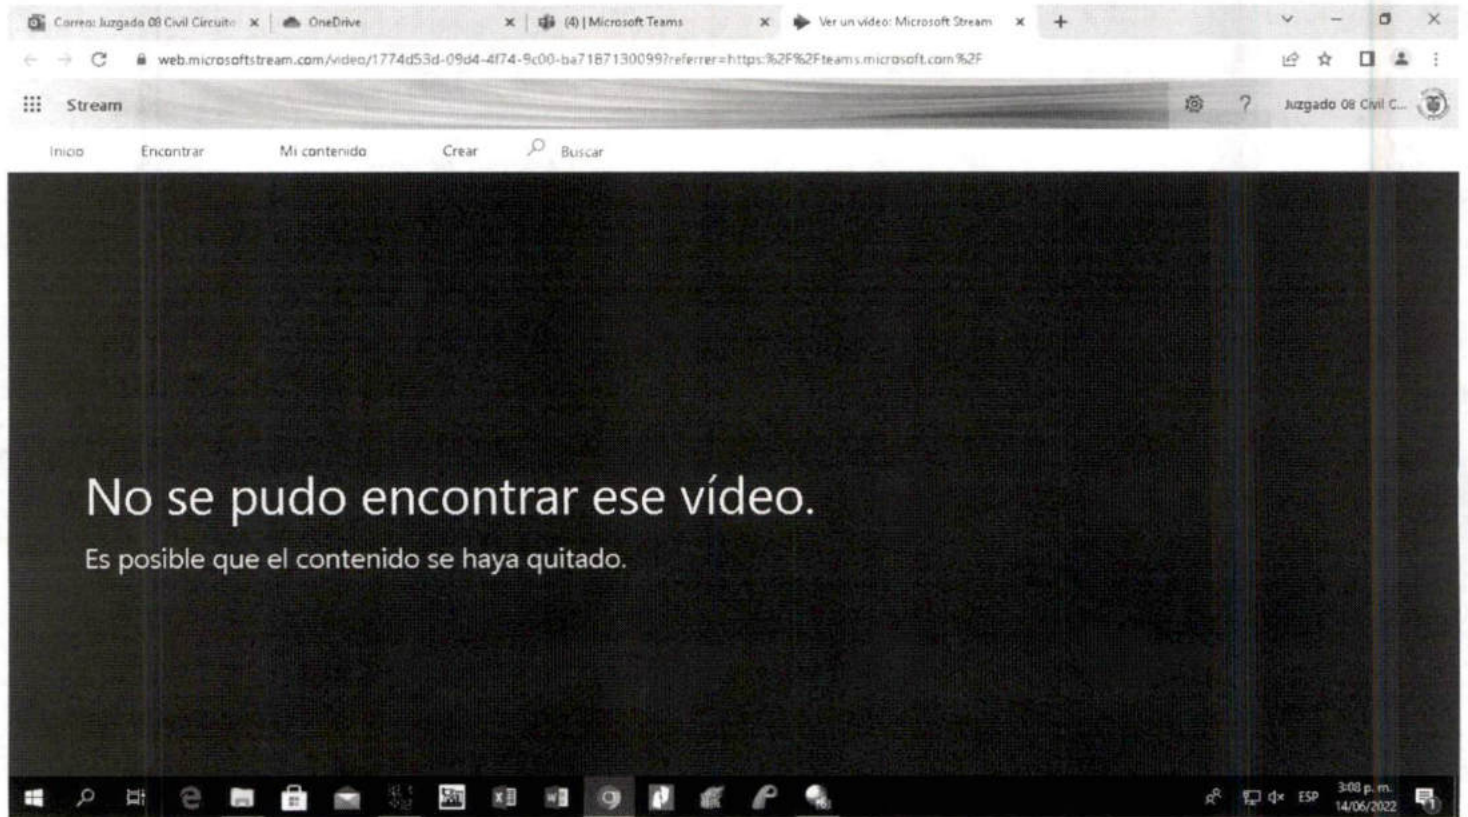 Correo: Juzgado 08 Civil Circuito
OneDrive
(4) | Microsoft Teams
Ver un vídeo: Microsoft Stream
web.microsoftstream.com/video/1774d53d-09d4-4f74-9c00-ba7187130099?referrer=https:%2F%2Fteams.microsoft.com%2F
Stream
? Juzgado 08 Civil C...
Inicio Encontrar Mi contenido Crear Buscar
No se pudo encontrar ese vídeo.
Es posible que el contenido se haya quitado.
ESP
3:08 p. m.
14/06/2022